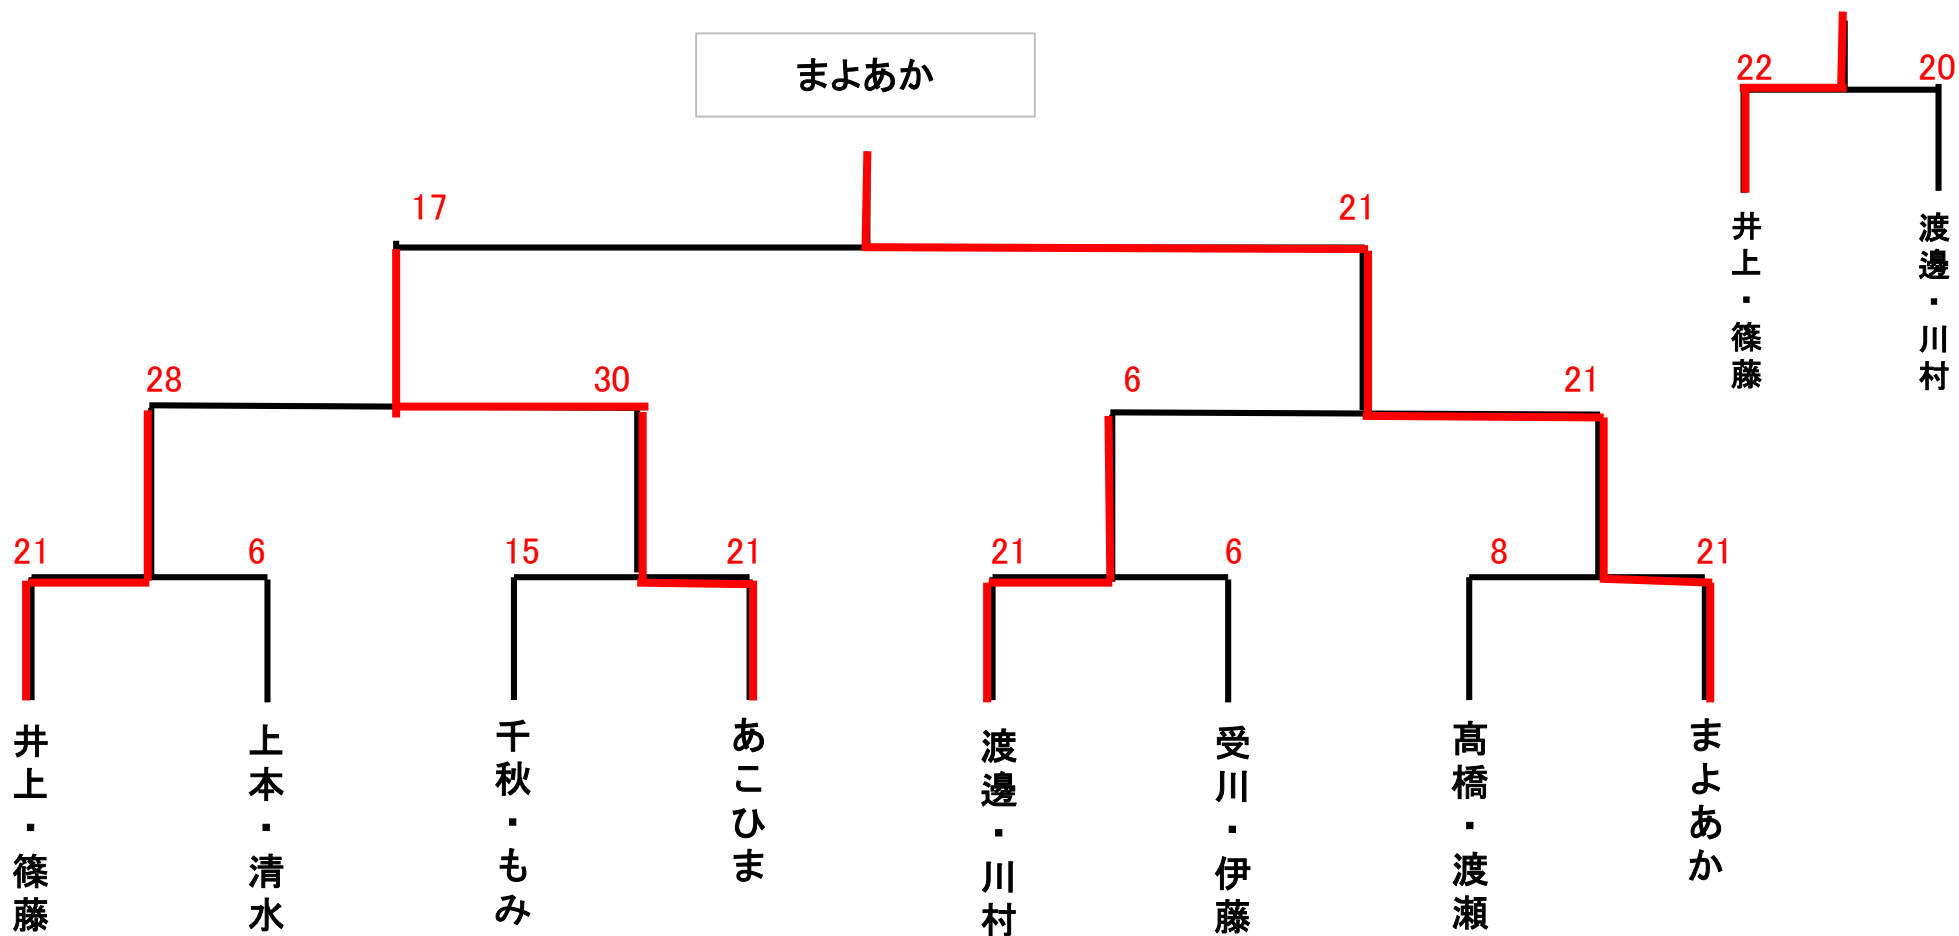 まよあか
22 20
17 21
井上・篠藤
渡邊・川村
28 30 6 21
21 6 15 21 21 6 8 21
井上・篠藤
上本・清水
千秋・もみ
あこひま
渡邊・川村
受川・伊藤
髙橋・渡瀬
まよあか